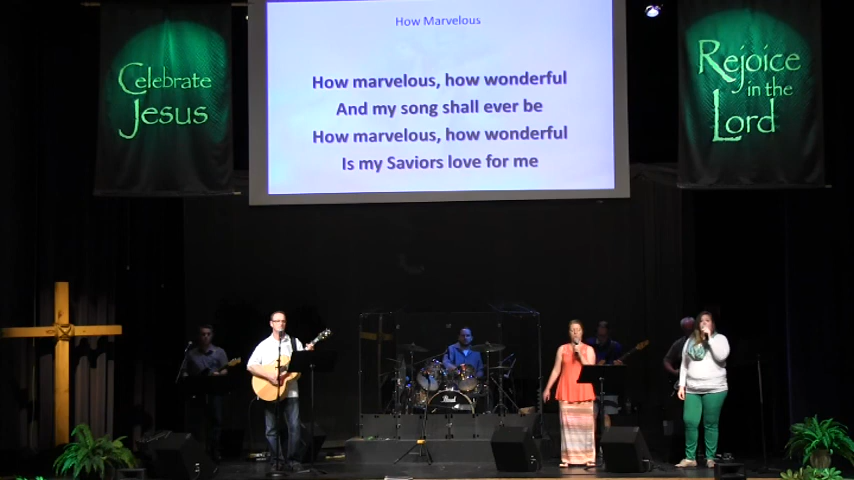 Celebrate
Jesus
How Marvelous
How marvelous, how wonderful
And my song shall ever be
How marvelous, how wonderful
Is my Saviors love for me
Rejoice
in the
Lord
Pearl